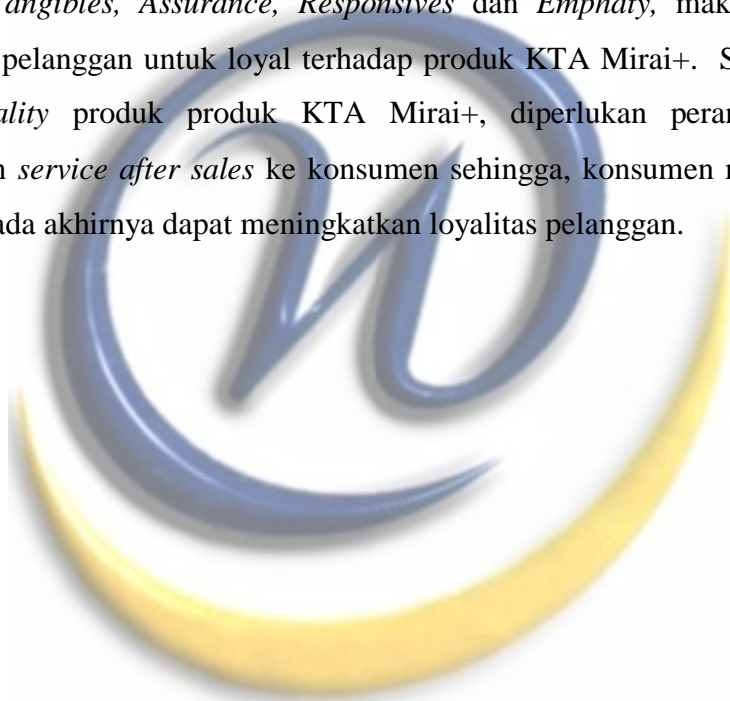 angibles, Assurance, Responsives dan Emphaty, mak
pelanggan untuk loyal terhadap produk KTA Mirai+. S
ality produk produk KTA Mirai+, diperlukan peran
n service after sales ke konsumen sehingga, konsumen r
ada akhirnya dapat meningkatkan loyalitas pelanggan.